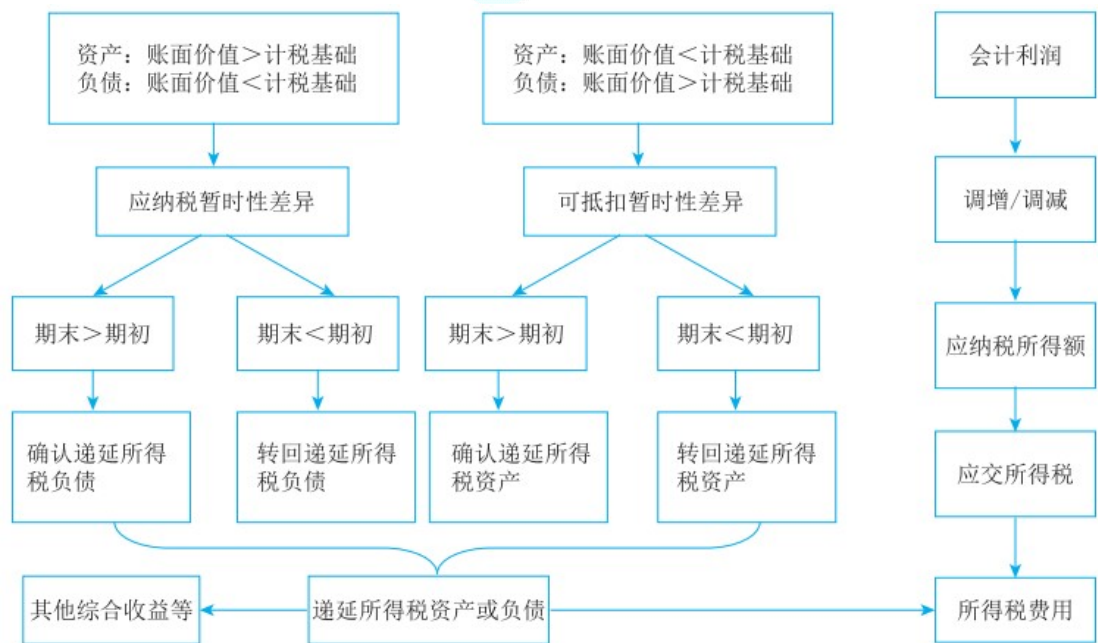 资产：账面价值＞计税基础
负债：账面价值＜计税基础
资产：账面价值＜计税基础
负债：账面价值＞计税基础
会计利润
应纳税暂时性差异
可抵扣暂时性差异
调增/调减
期末＞期初
期末＜期初
期末＞期初
期末＜期初
应纳税所得额
确认递延所得
税负债
转回递延所得
税负债
确认递延所得
税资产
转回递延所得
税资产
应交所得税
其他综合收益等
递延所得税资产或负债
所得税费用